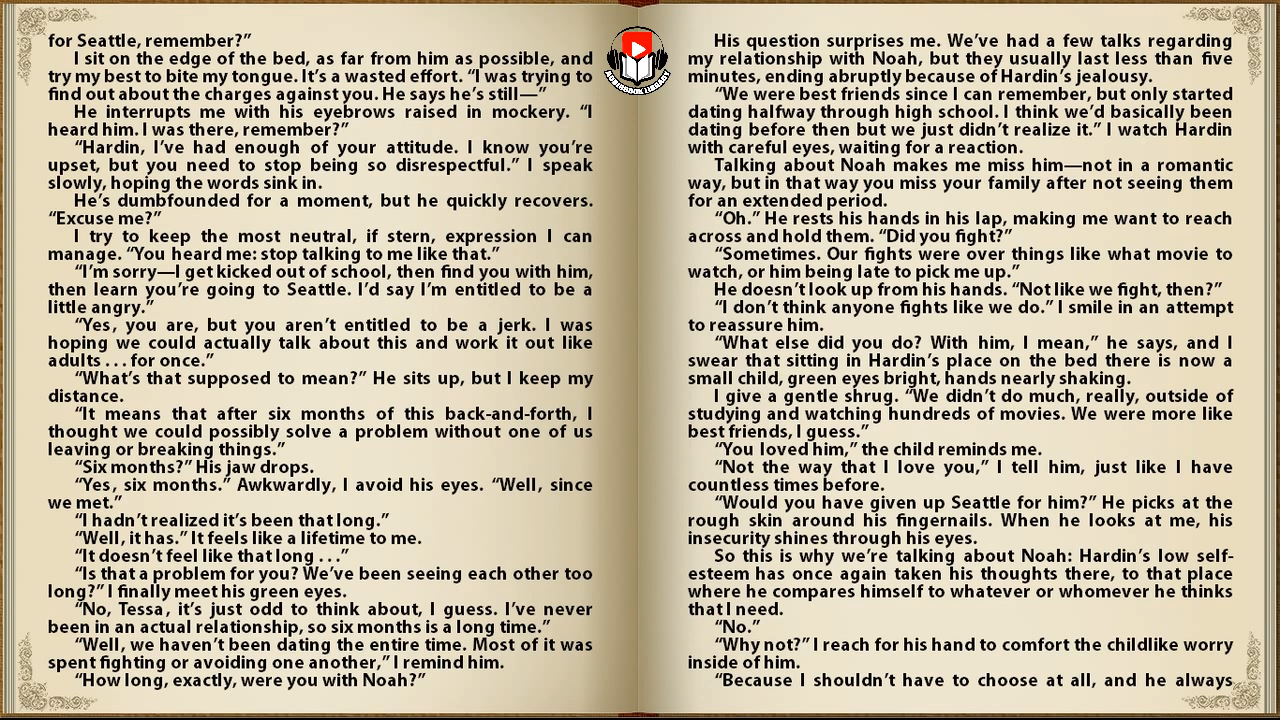 for Seattle, remember?”
I sit on the edge of the bed, as far from him as possible, and
try my best to bite my tongue. It’s a wasted effort. “I was trying to
find out about the charges against you. He says he’s still—”
He interrupts me with his eyebrows raised in mockery. “I
heard him. I was there, remember?”
“Hardin, I’ve had enough of your attitude. I know you’re
upset, but you need to stop being so disrespectful.” I speak
slowly, hoping the words sink in.
He’s dumbfounded for a moment, but he quickly recovers.
“Excuse me?”
I try to keep the most neutral, if stern, expression I can
manage. “You heard me: stop talking to me like that.”
“I’m sorry—I get kicked out of school, then find you with him,
then learn you’re going to Seattle. I’d say I’m entitled to be a
little angry.”
“Yes, you are, but you aren’t entitled to be a jerk. I was
hoping we could actually talk about this and work it out like
adults . . . for once.”
“What’s that supposed to mean?” He sits up, but I keep my
distance.
“It means that after six months of this back-and-forth, I
thought we could possibly solve a problem without one of us
leaving or breaking things.”
“Six months?” His jaw drops.
“Yes, six months.” Awkwardly, I avoid his eyes. “Well, since
we met.”
“I hadn’t realized it’s been that long.”
“Well, it has.” It feels like a lifetime to me.
“It doesn’t feel like that long . . .”
“Is that a problem for you? We’ve been seeing each other too
long?” I finally meet his green eyes.
“No, Tessa, it’s just odd to think about, I guess. I’ve never
been in an actual relationship, so six months is a long time.”
“Well, we haven’t been dating the entire time. Most of it was
spent fighting or avoiding one another,” I remind him.
“How long, exactly, were you with Noah?”
AUDIOBOOK LIBRARY
His question surprises me. We’ve had a few talks regarding
my relationship with Noah, but they usually last less than five
minutes, ending abruptly because of Hardin’s jealousy.
“We were best friends since I can remember, but only started
dating halfway through high school. I think we’d basically been
dating before then but we just didn’t realize it.” I watch Hardin
with careful eyes, waiting for a reaction.
Talking about Noah makes me miss him—not in a romantic
way, but in that way you miss your family after not seeing them
for an extended period.
“Oh.” He rests his hands in his lap, making me want to reach
across and hold them. “Did you fight?”
“Sometimes. Our fights were over things like what movie to
watch, or him being late to pick me up.”
He doesn’t look up from his hands. “Not like we fight, then?”
“I don’t think anyone fights like we do.” I smile in an attempt
to reassure him.
“What else did you do? With him, I mean,” he says, and I
swear that sitting in Hardin’s place on the bed there is now a
small child, green eyes bright, hands nearly shaking.
I give a gentle shrug. “We didn’t do much, really, outside of
studying and watching hundreds of movies. We were more like
best friends, I guess.”
“You loved him,” the child reminds me.
“Not the way that I love you,” I tell him, just like I have
countless times before.
“Would you have given up Seattle for him?” He picks at the
rough skin around his fingernails. When he looks at me, his
insecurity shines through his eyes.
So this is why we’re talking about Noah: Hardin’s low self-
esteem has once again taken his thoughts there, to that place
where he compares himself to whatever or whomever he thinks
that I need.
“No.”
“Why not?” I reach for his hand to comfort the childlike worry
inside of him.
“Because I shouldn’t have to choose at all, and he always